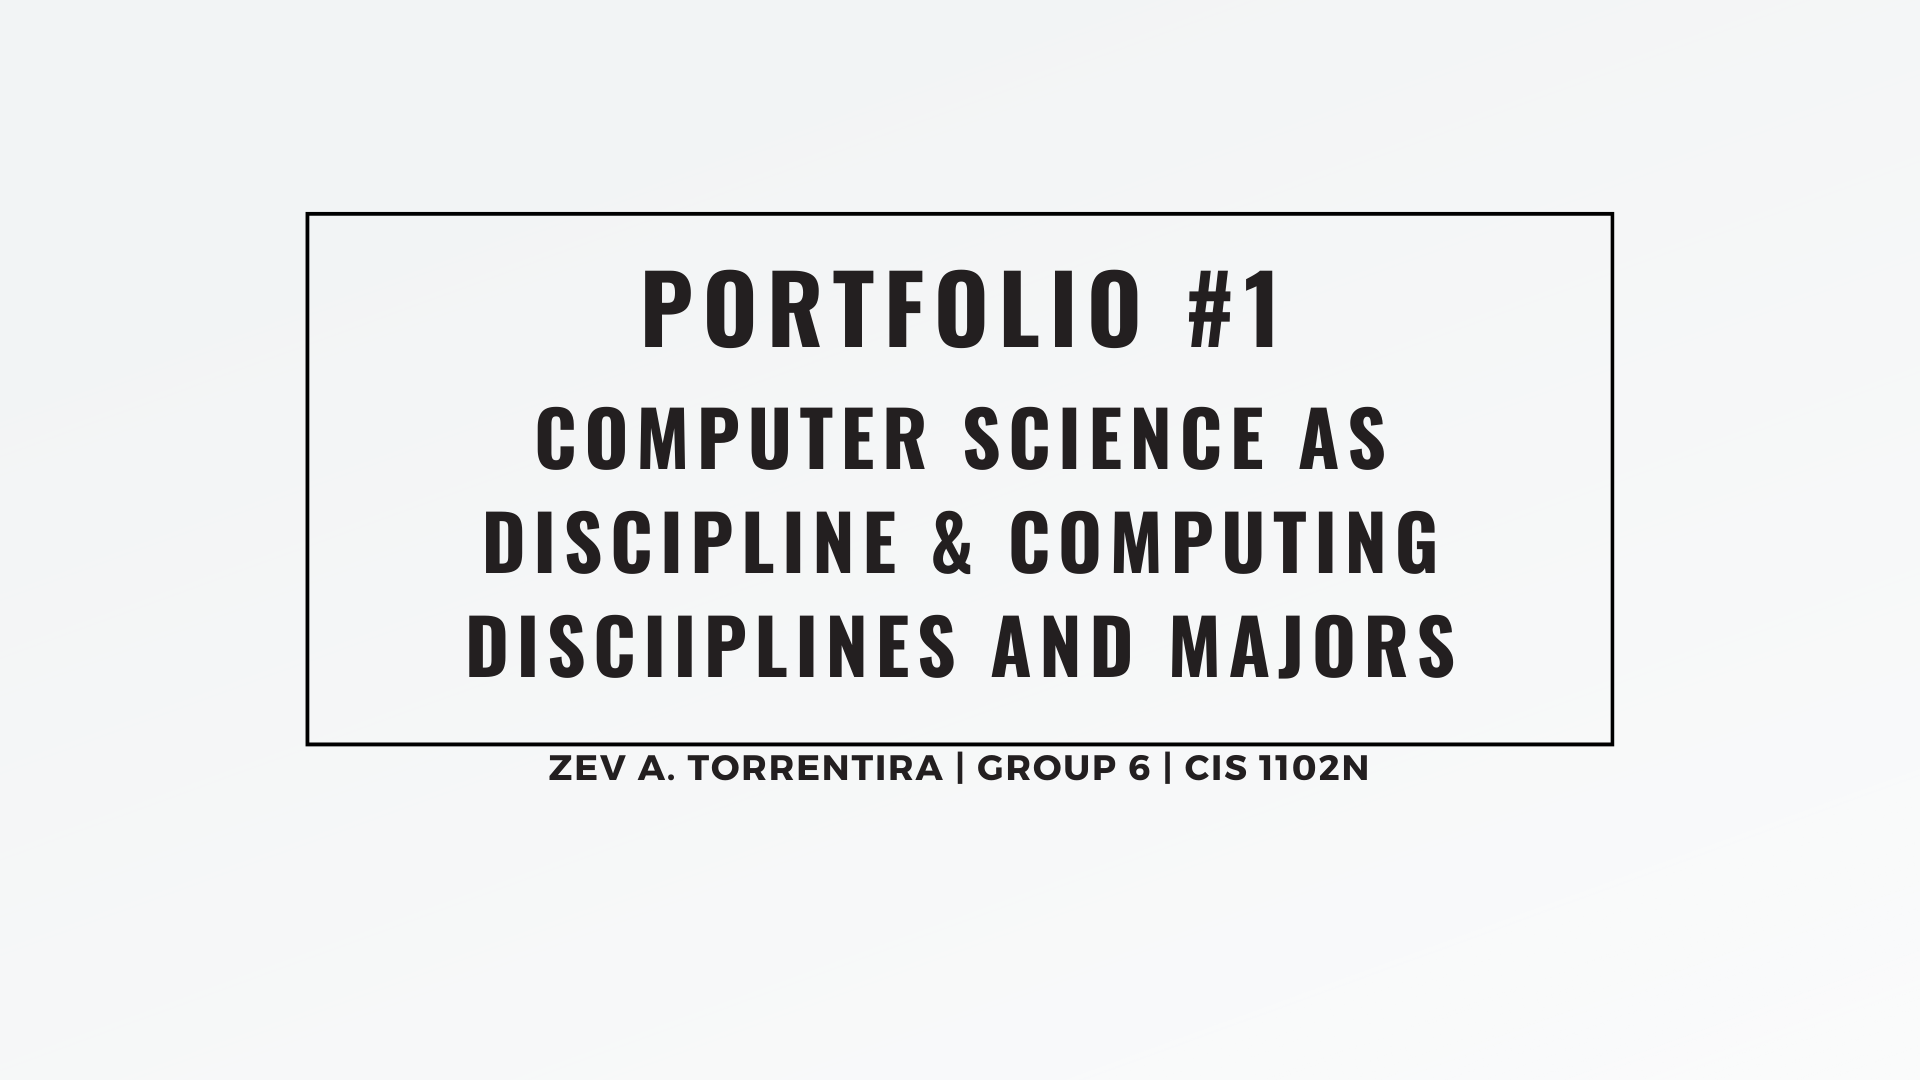 PORTFOLIO #1
COMPUTER SCIENCE AS
DISCIPLINE & COMPUTING
DISCIIPLINES AND MAJORS
ZEV A. TORRENTIRA | GROUP 6 | CIS 1102N